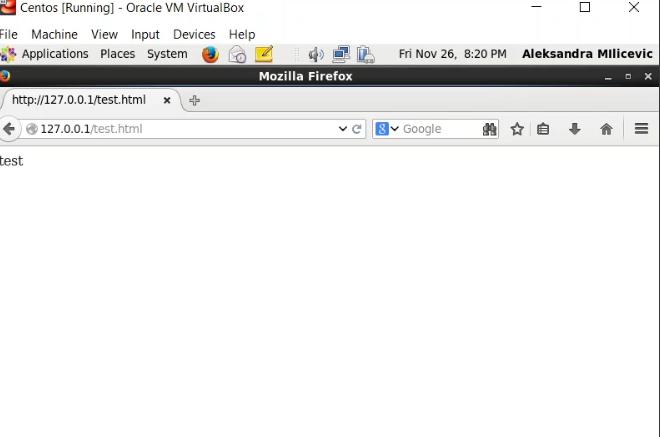 Centos [Running] - Oracle VM VirtualBox
File Machine View Input Devices Help
Applications Places System Fri Nov 26, 8:20 PM Aleksandra MIlicevic
Mozilla Firefox
http://127.0.0.1/test.html
127.0.0.1/test.html Google
test